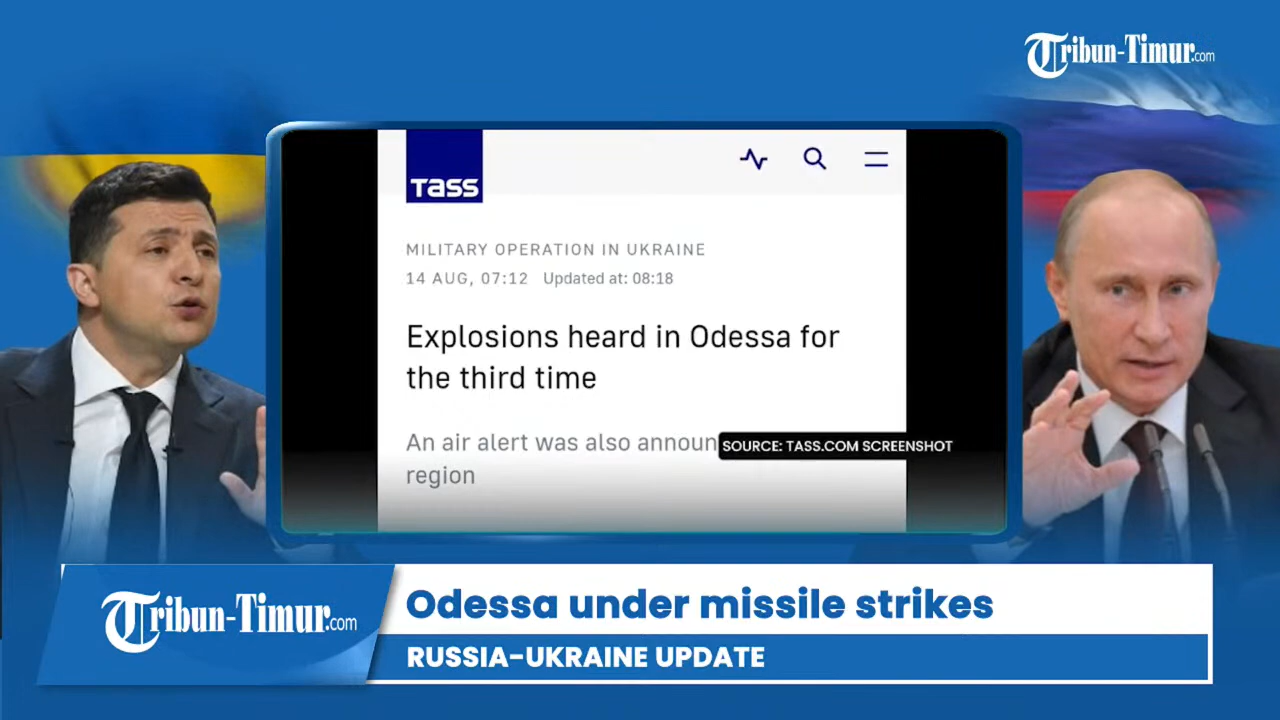 Tribun-Timur.com
TASS
MILITARY OPERATION IN UKRAINE
14 AUG, 07:12 Updated at: 08:18
Explosions heard in Odessa for
the third time
An air alert was also announ
SOURCE: TASS.COM SCREENSHOT
region
Tribun-Timur.com
Odessa under missile strikes
RUSSIA-UKRAINE UPDATE